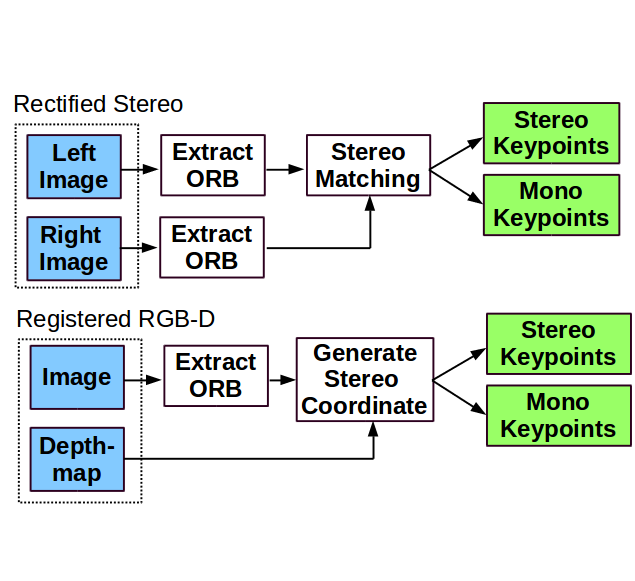 Rectified Stereo
Left
Image
Extract
ORB
Stereo
Matching
Stereo
Keypoints
Mono
Keypoints
Right
Image
Extract
ORB
Registered RGB-D
Image
Extract
ORB
Generate
Stereo
Coordinate
Stereo
Keypoints
Mono
Keypoints
Depth-
map